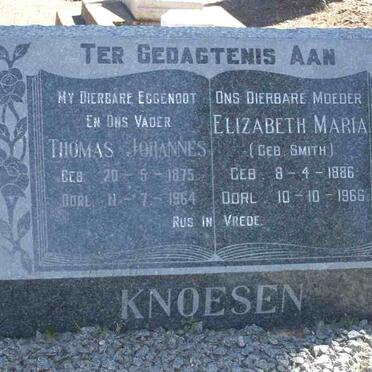 TER GEDAGTENIS AAN
MY DIERBARE EGGENOOT
EN ONS VADER
THOMAS JOHANNES
GEB. 20 - 5 - 1875
OORL. 11 - 7 - 1964
ONS DIERBARE MOEDER
ELIZABETH MARIA
(GEB. SMITH)
GEB. 8 - 4 - 1886
OORL. 10 - 10 - 1966
RUS IN VREDE.
KNOESEN